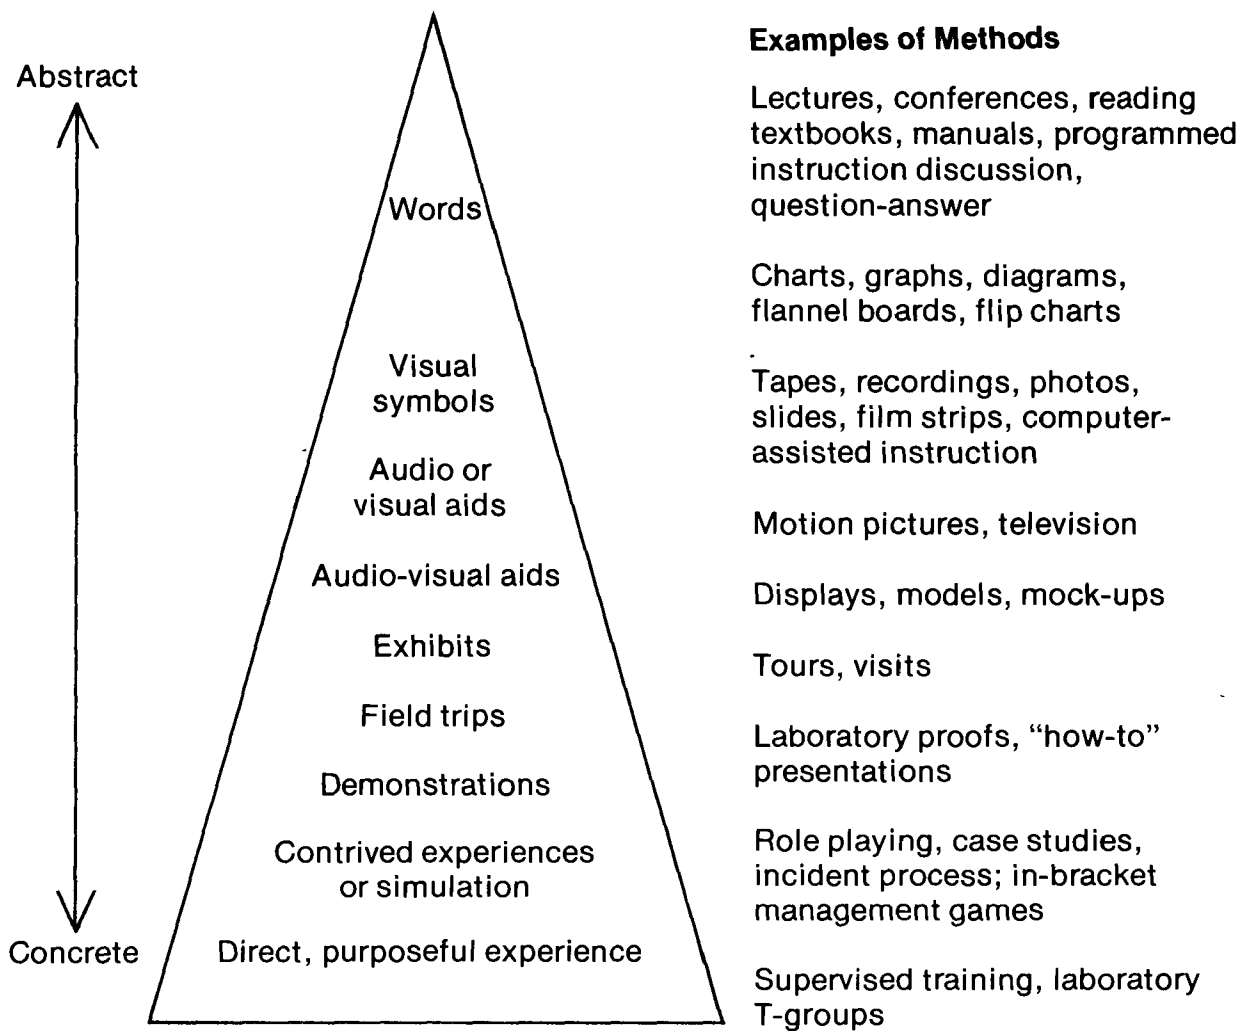 Abstract
Concrete
Words
Visual
symbols
Audio or
visual aids
Audio-visual aids
Exhibits
Field trips
Demonstrations
Contrived experiences
or simulation
Direct, purposeful experience
Examples of Methods
Lectures, conferences, reading
textbooks, manuals, programmed
instruction discussion,
question-answer
Charts, graphs, diagrams,
flannel boards, flip charts
Tapes, recordings, photos,
slides, film strips, computer-
assisted instruction
Motion pictures, television
Displays, models, mock-ups
Tours, visits
Laboratory proofs, “how-to”
presentations
Role playing, case studies,
incident process; in-bracket
management games
Supervised training, laboratory
T-groups